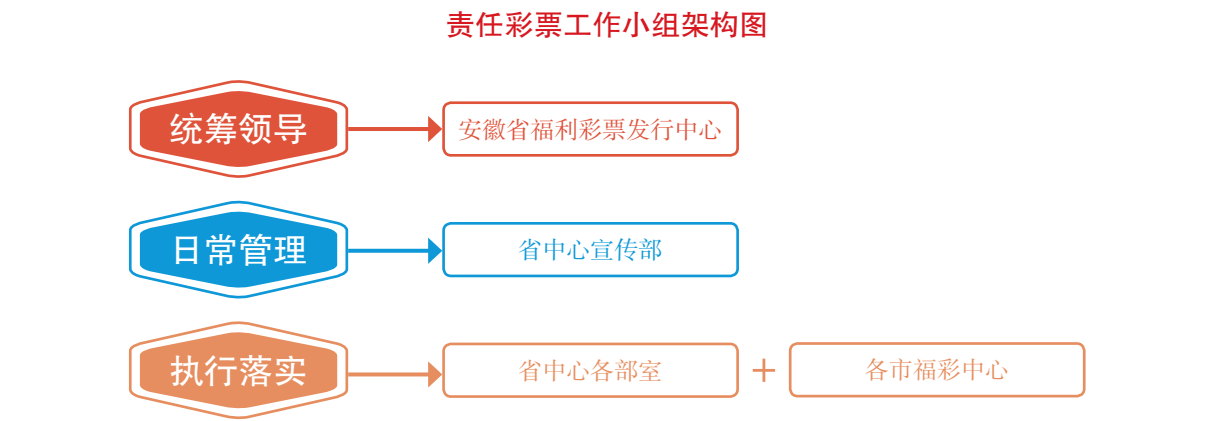 责任彩票工作小组架构图
统筹领导
安徽省福利彩票发行中心
日常管理
省中心宣传部
执行落实
省中心各部室
+
各市福彩中心